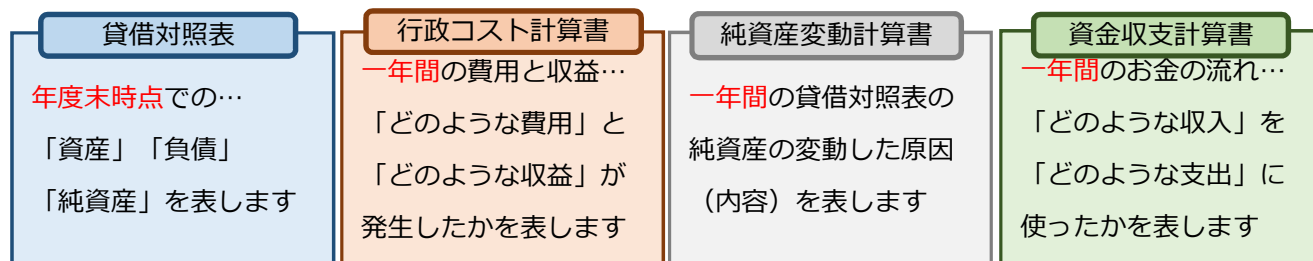 貸借対照表
年度末時点での…
「資産」「負債」
「純資産」を表します
行政コスト計算書
一年間の費用と収益…
「どのような費用」と
「どのような収益」が
発生したかを表します
純資産変動計算書
一年間の貸借対照表の
純資産の変動した原因
（内容）を表します
資金収支計算書
一年間のお金の流れ…
「どのような収入」を
「どのような支出」に
使ったかを表します